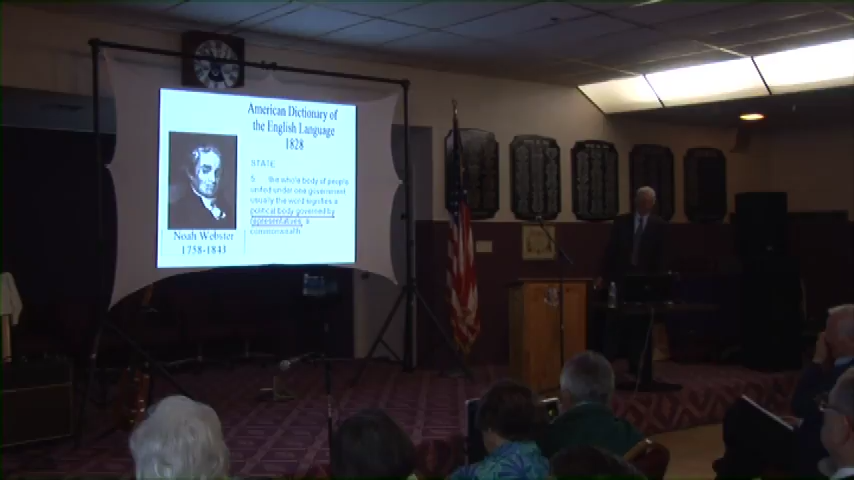 American Dictionary of
the English Language
1828
STATE
5. the whole body of people
united under one government
usually the word signifies a
political body governed by
representatives; a
commonwealth.
Noah Webster
1758-1843